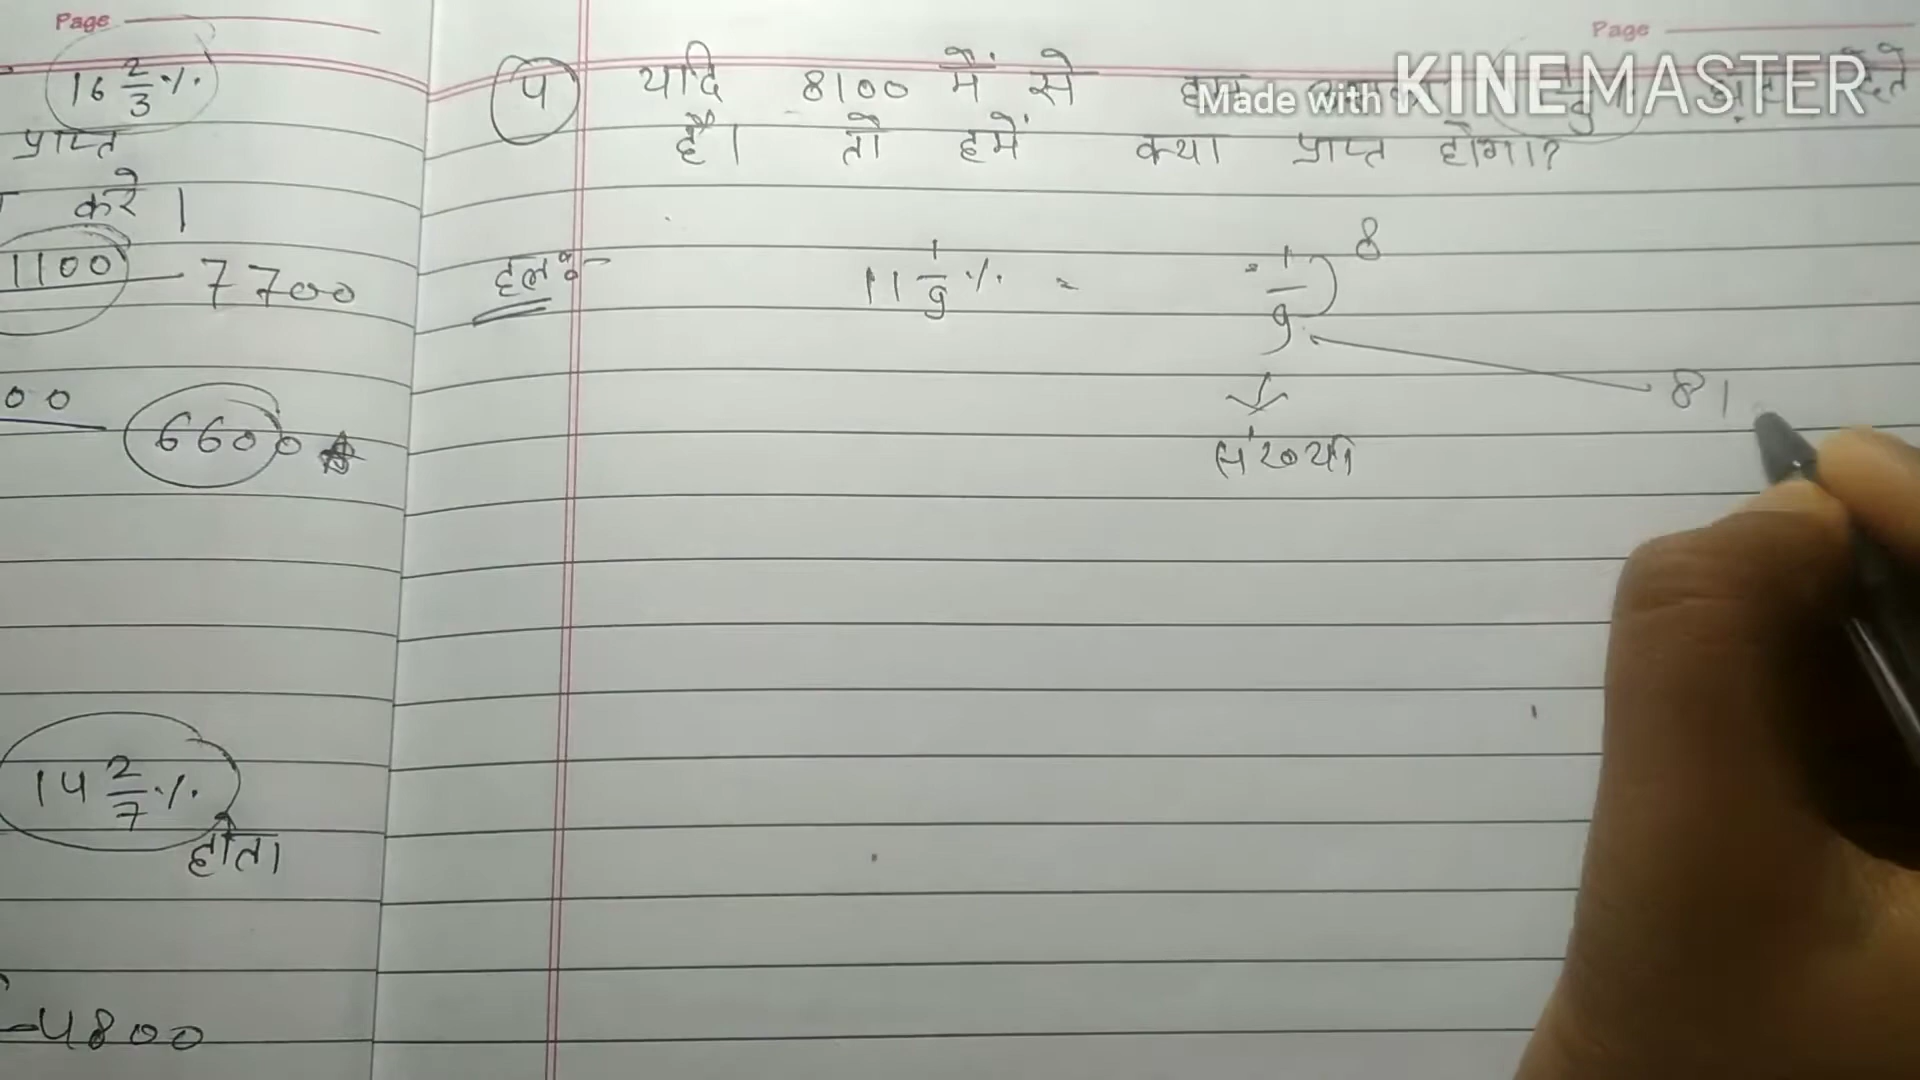 Page
16 2/3 %
प्राप्त
करे ।
1100 7700
00
6600
14 2/7 %
होता
4800
Page
Made with KINEMASTER
4 यदि 8100 में से
है। तो हमें क्या प्राप्त होगा?
हल :- 11 1/9 % = 1/9 8
81
संख्या